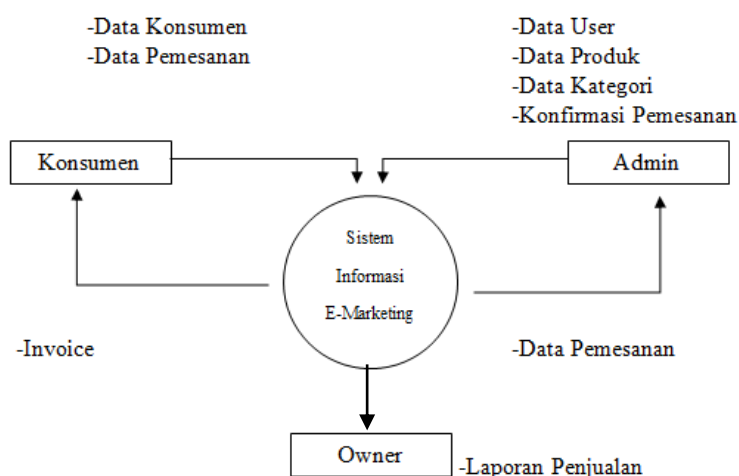 -Data Konsumen
-Data Pemesanan
-Data User
-Data Produk
-Data Kategori
-Konfirmasi Pemesanan
Konsumen
Admin
Sistem
Informasi
E-Marketing
-Invoice
-Data Pemesanan
Owner
-Laporan Penjualan